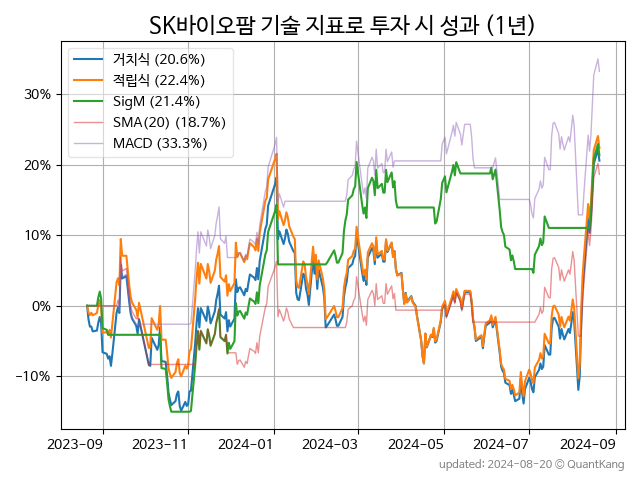 SK바이오팜 기술 지표로 투자 시 성과 (1년)
거치식 (20.6%)
적립식 (22.4%)
SigM (21.4%)
SMA(20) (18.7%)
MACD (33.3%)
30%
20%
10%
0%
−10%
2023-09 2023-11 2024-01 2024-03 2024-05 2024-07 2024-09
updated: 2024-08-20 © QuantKang